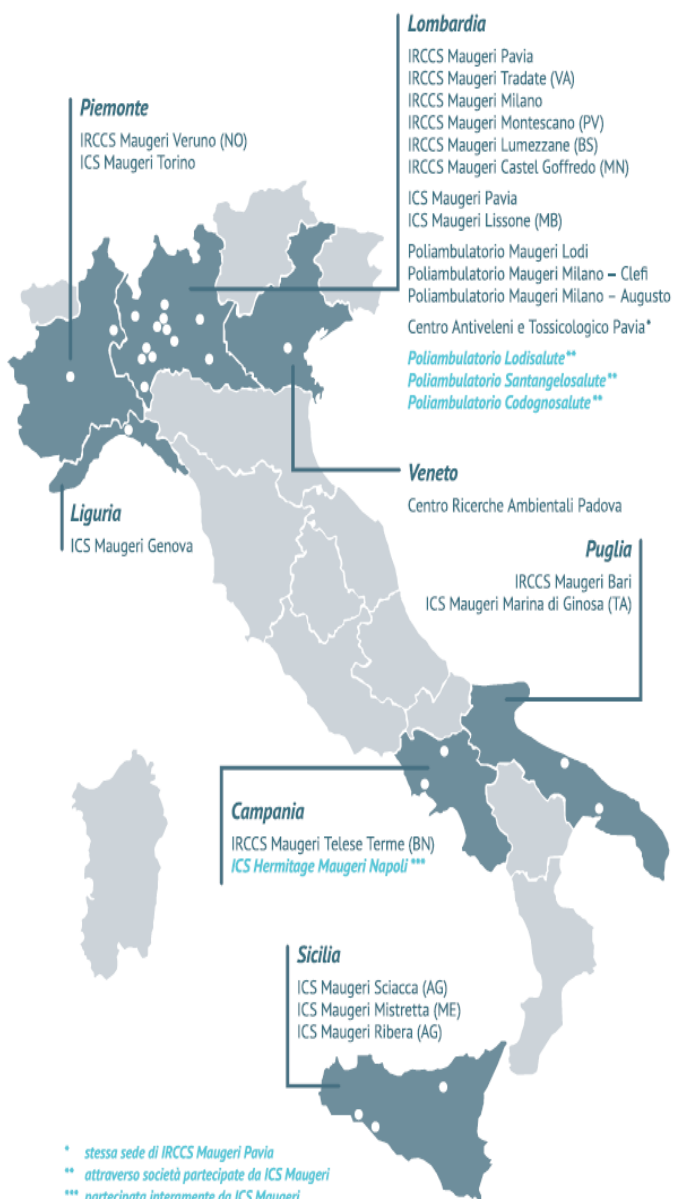 Lombardia
IRCCS Maugeri Pavia
IRCCS Maugeri Tradate (VA)
IRCCS Maugeri Milano
IRCCS Maugeri Montescano (PV)
IRCCS Maugeri Lumezzane (BS)
IRCCS Maugeri Castel Goffredo (MN)
ICS Maugeri Pavia
ICS Maugeri Lissone (MB)
Poliambulatorio Maugeri Lodi
Poliambulatorio Maugeri Milano – Clefi
Poliambulatorio Maugeri Milano – Augusto
Centro Antiveleni e Tossicologico Pavia*
Poliambulatorio Lodisalute**
Poliambulatorio Santangelosalute**
Poliambulatorio Codognosalute**
Piemonte
IRCCS Maugeri Veruno (NO)
ICS Maugeri Torino
Veneto
Centro Ricerche Ambientali Padova
Liguria
ICS Maugeri Genova
Puglia
IRCCS Maugeri Bari
ICS Maugeri Marina di Ginosa (TA)
Campania
IRCCS Maugeri Telese Terme (BN)
ICS Hermitage Maugeri Napoli ***
Sicilia
ICS Maugeri Sciacca (AG)
ICS Maugeri Mistretta (ME)
ICS Maugeri Ribera (AG)
* stessa sede di IRCCS Maugeri Pavia
** attraverso società partecipate da ICS Maugeri
*** partecipata interamente da ICS Maugeri